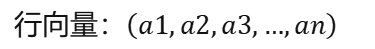 行向量：(a1, a2, a3, ..., an)